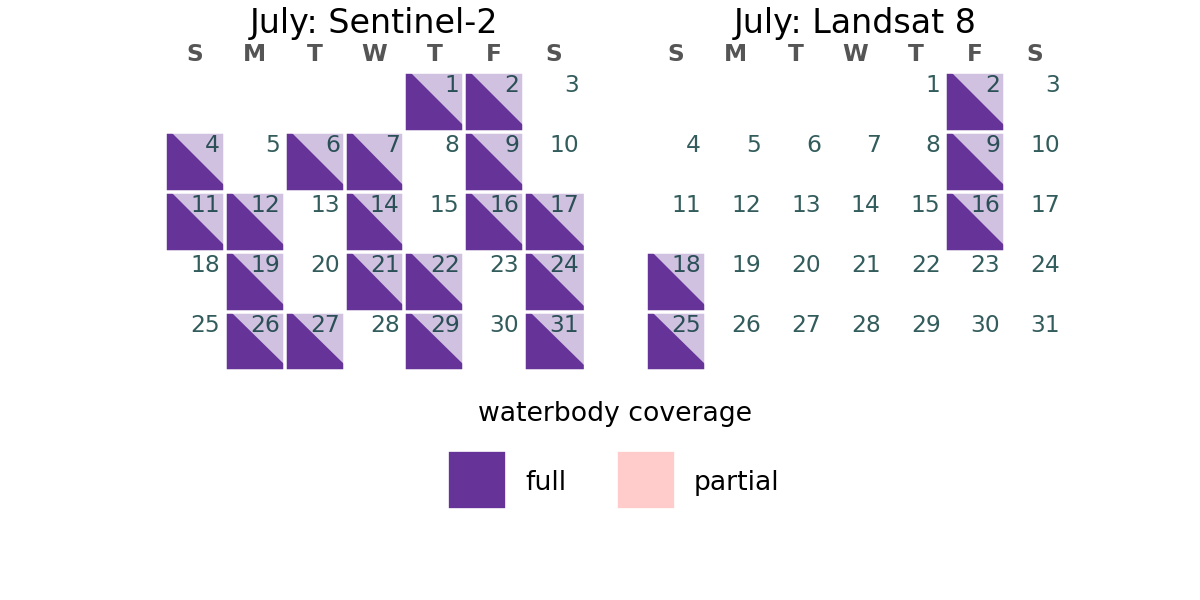 July: Sentinel-2
S M T W T F S
1 2 3
4 5 6 7 8 9 10
11 12 13 14 15 16 17
18 19 20 21 22 23 24
25 26 27 28 29 30 31
July: Landsat 8
S M T W T F S
1 2 3
4 5 6 7 8 9 10
11 12 13 14 15 16 17
18 19 20 21 22 23 24
25 26 27 28 29 30 31
waterbody coverage
full partial